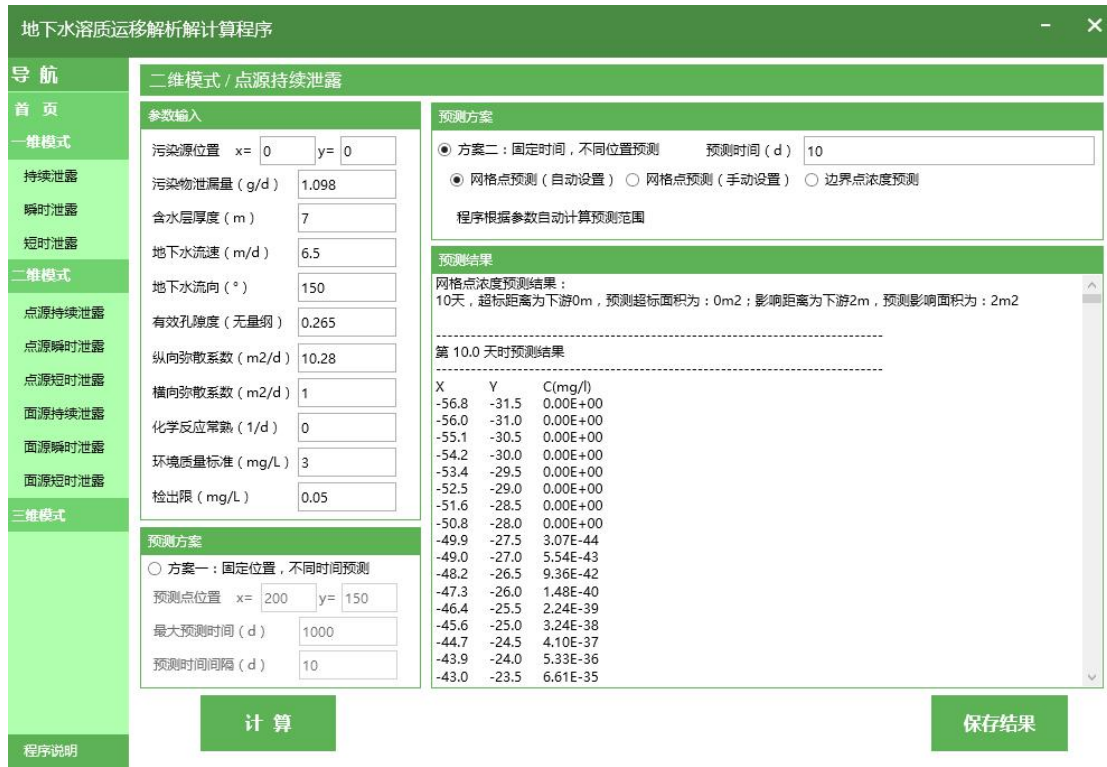 地下水溶质运移解析解计算程序
导 航
首 页
一维模式
持续泄露
瞬时泄露
短时泄露
二维模式
点源持续泄露
点源瞬时泄露
点源短时泄露
面源持续泄露
面源瞬时泄露
面源短时泄露
三维模式
程序说明
二维模式 / 点源持续泄露
参数输入
污染源位置 x= 0 y= 0
污染物泄漏量 ( g/d ) 1.098
含水层厚度 ( m ) 7
地下水流速 ( m/d ) 6.5
地下水流向 ( ° ) 150
有效孔隙度 ( 无量纲 ) 0.265
纵向弥散系数 ( m2/d ) 10.28
横向弥散系数 ( m2/d ) 1
化学反应常熟 ( 1/d ) 0
环境质量标准 ( mg/L ) 3
检出限 ( mg/L ) 0.05
预测方案
方案一：固定位置，不同时间预测
预测点位置 x= 200 y= 150
最大预测时间 ( d ) 1000
预测时间间隔 ( d ) 10
计 算
预测方案
方案二：固定时间，不同位置预测 预测时间 ( d ) 10
网格点预测 ( 自动设置 ) 网格点预测 ( 手动设置 ) 边界点浓度预测
程序根据参数自动计算预测范围
预测结果
网格点浓度预测结果：
10天，超标距离为下游0m，预测超标面积为：0m2；影响距离为下游2m，预测影响面积为：2m2
--------------------------------------------------------------------------------
第 10.0 天时预测结果
--------------------------------------------------------------------------------
X Y C(mg/l)
-56.8 -31.5 0.00E+00
-56.0 -31.0 0.00E+00
-55.1 -30.5 0.00E+00
-54.2 -30.0 0.00E+00
-53.4 -29.5 0.00E+00
-52.5 -29.0 0.00E+00
-51.6 -28.5 0.00E+00
-50.8 -28.0 0.00E+00
-49.9 -27.5 3.07E-44
-49.0 -27.0 5.54E-43
-48.2 -26.5 9.36E-42
-47.3 -26.0 1.48E-40
-46.4 -25.5 2.24E-39
-45.6 -25.0 3.24E-38
-44.7 -24.5 4.10E-37
-43.9 -24.0 5.33E-36
-43.0 -23.5 6.61E-35
保存结果